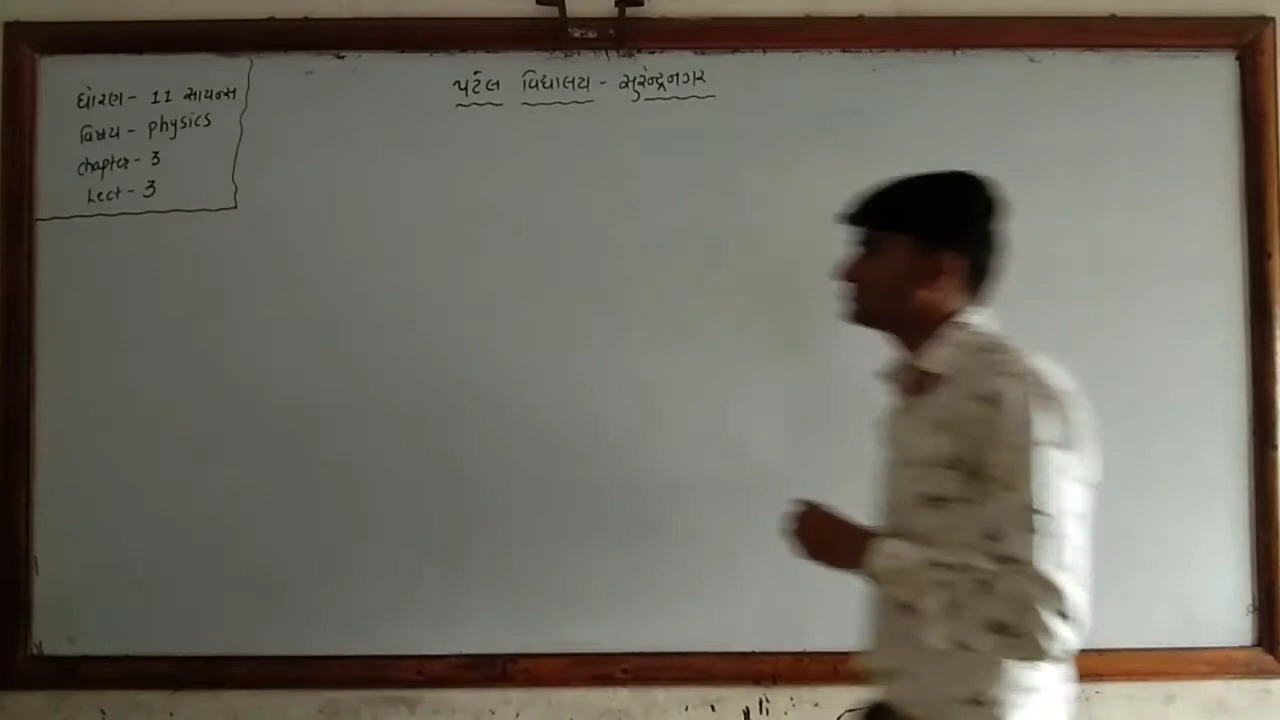 પટેલ વિદ્યાલય - સુરેન્દ્રનગર
ધોરણ - 11 સાયન્સ
વિષય - physics
chapter - 3
Lect - 3